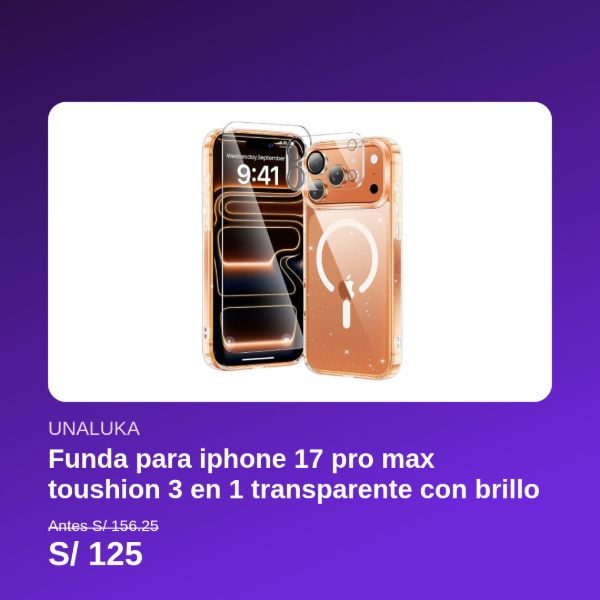 Wednesday, September
9:41
UNALUKA
Funda para iphone 17 pro max
toushion 3 en 1 transparente con brillo
Antes S/ 156.25
S/ 125